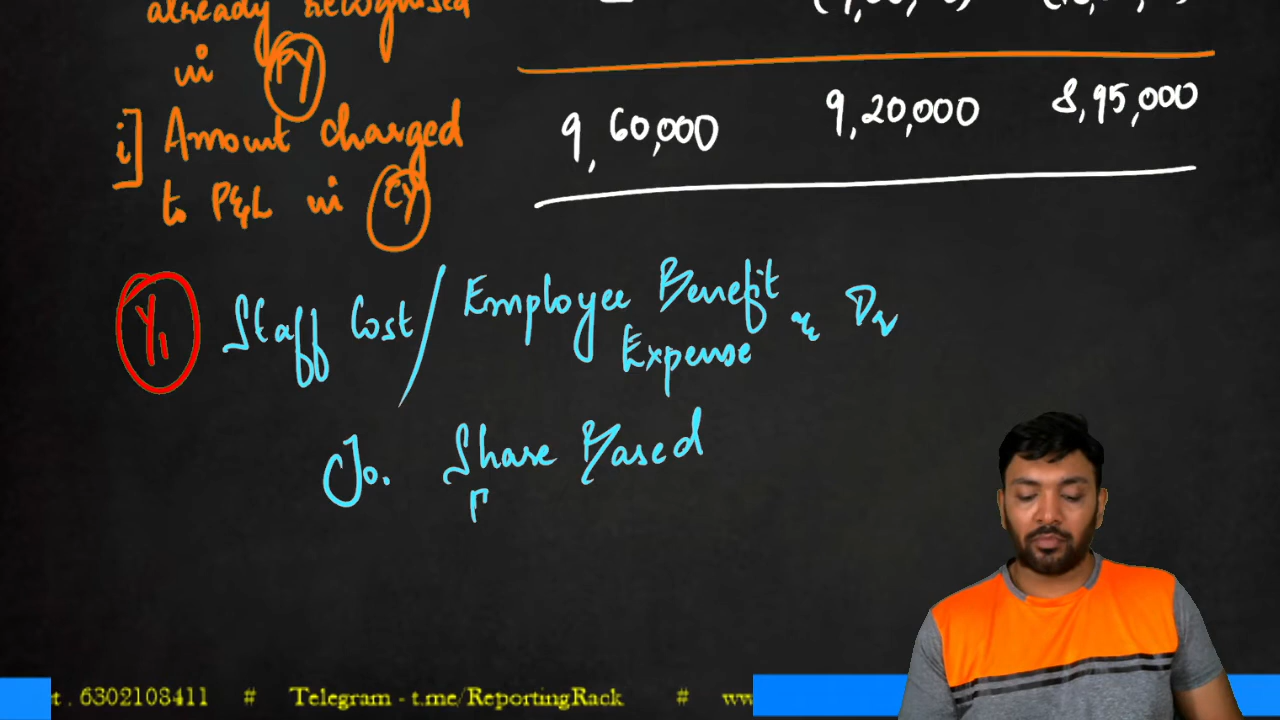 already recognised
in PY
i] Amount charged
to P&L in CY
9,60,000 9,20,000 8,95,000
Y1 Staff Cost / Employee Benefit
Expense Dr
To. Share Based
t . 6302108411 # Telegram - t.me/ReportingRack # ww